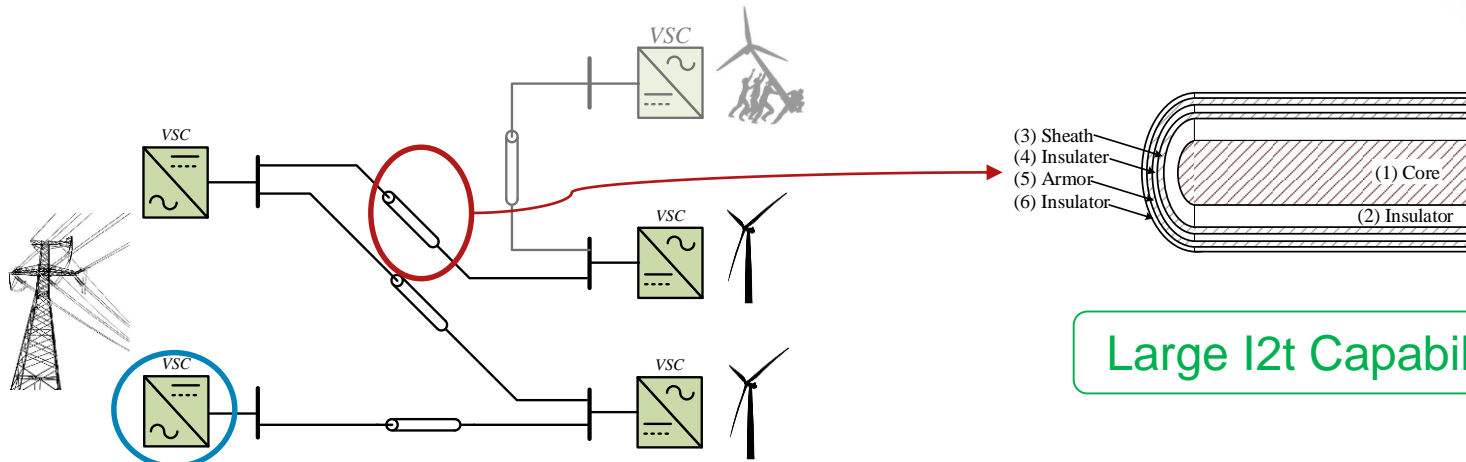 VSC
VSC
(3) Sheath
(4) Insulater
(5) Armor
(6) Insulator
(1) Core
(2) Insulator
VSC
VSC
VSC
Large I2t Capabil